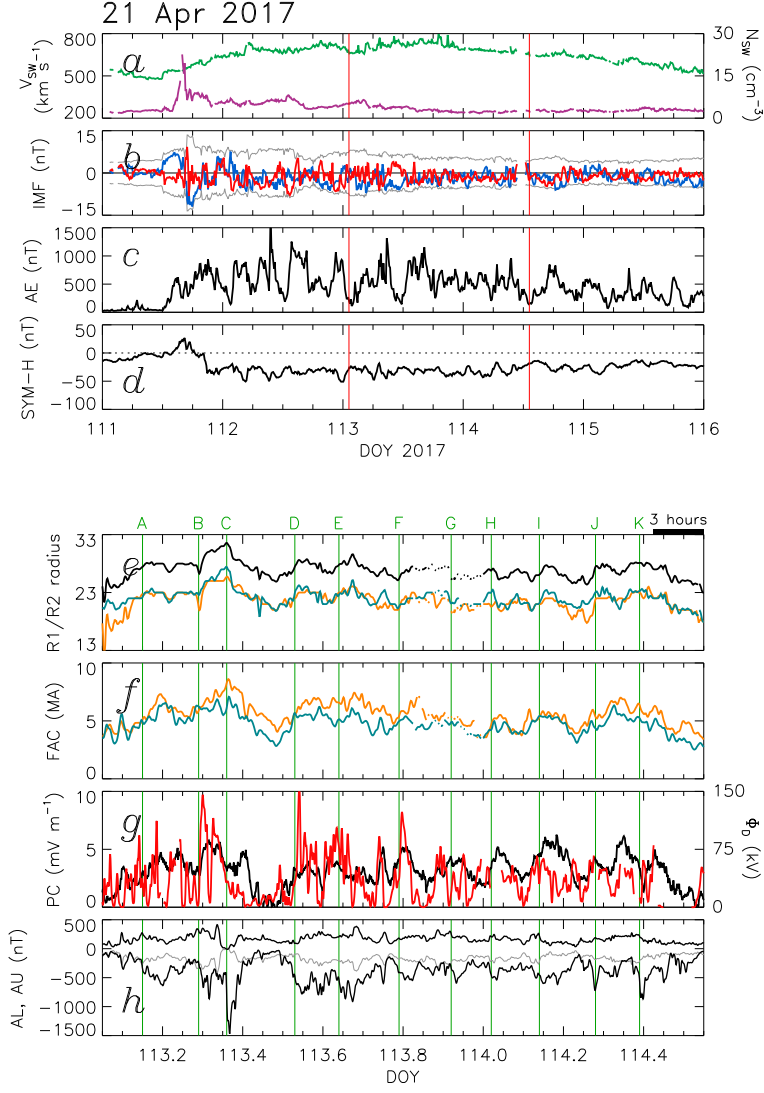 21 Apr 2017
800
500
200
V_SW (km s⁻¹)
30
15
0
N_SW (cm⁻³)
a
15
0
−15
IMF (nT)
b
1500
1000
500
0
AE (nT)
c
50
0
−50
−100
SYM−H (nT)
d
111 112 113 114 115 116
DOY 2017
A B C D E F G H I J K
3 hours
33
23
13
R1/R2 radius
e
10
5
0
FAC (MA)
f
10
5
0
PC (mV m⁻¹)
150
75
0
Φ_D (kV)
g
500
0
−500
−1000
−1500
AL, AU (nT)
h
113.2 113.4 113.6 113.8 114.0 114.2 114.4
DOY